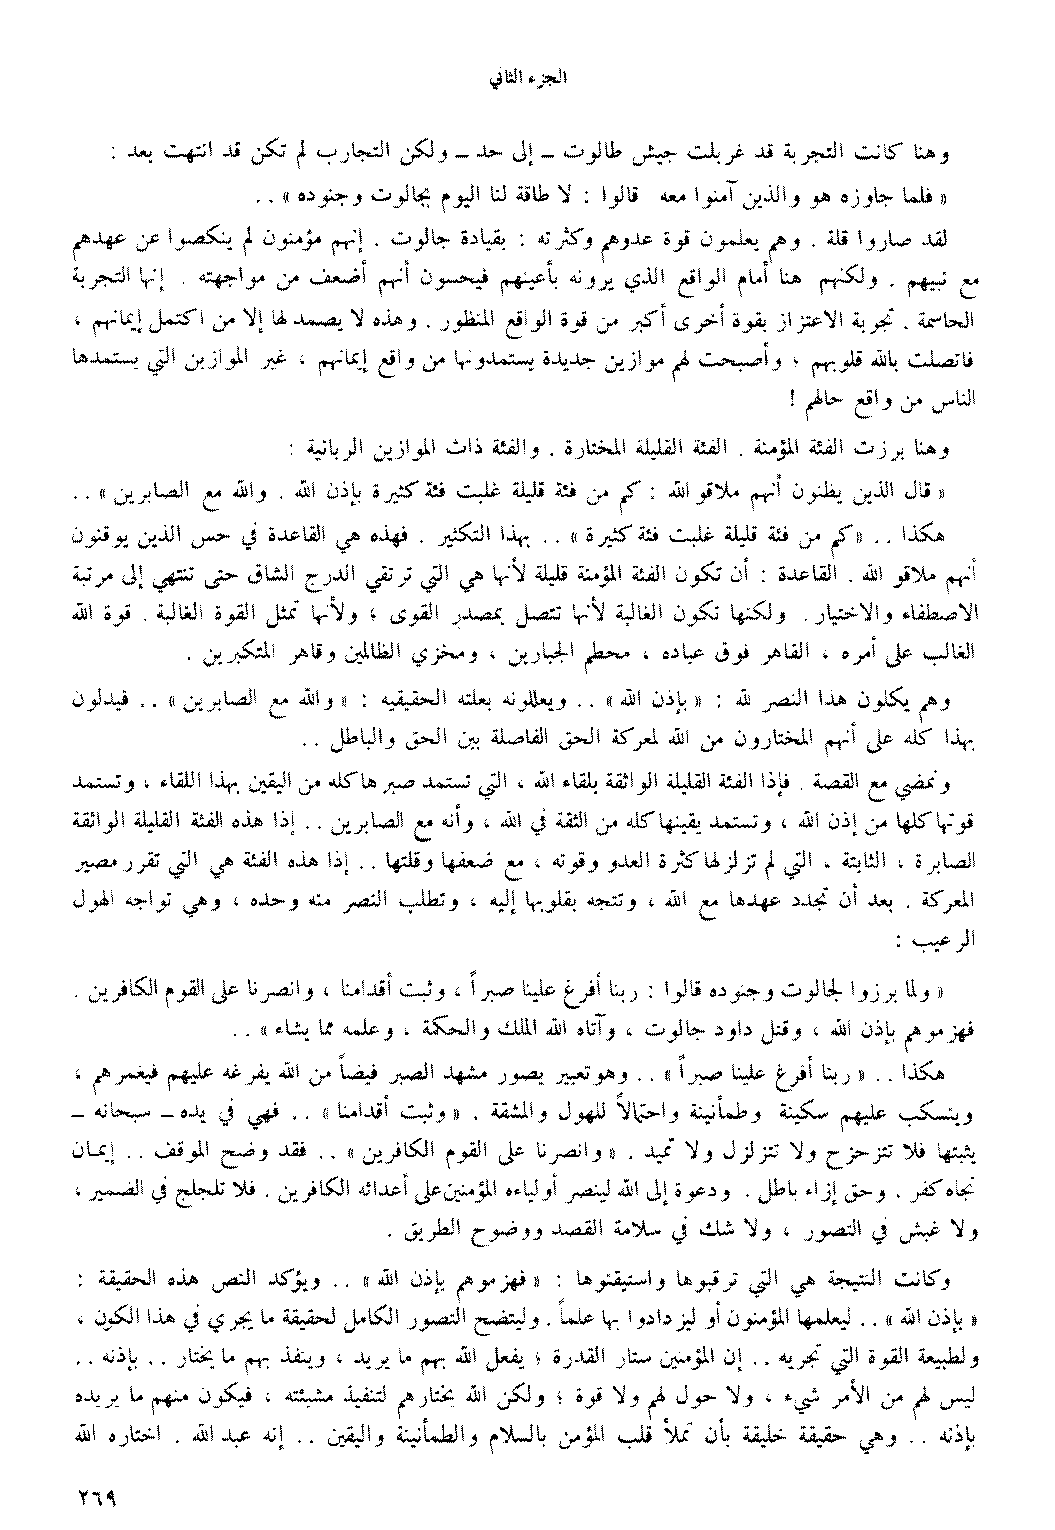 الجزء الثاني
وهنا كانت التجربة قد غربلت جيش طالوت ــ إلى حد ــ ولكن التجارب لم تكن قد انتهت بعد :
« فلما جاوزه هو والذين آمنوا معه قالوا : لا طاقة لنا اليوم بجالوت وجنوده » . .
لقد صاروا قلة . وهم يعلمون قوة عدوهم وكثرته : بقيادة جالوت . إنهم مؤمنون لم ينكصوا عن عهدهم
مع نبيهم . ولكنهم هنا أمام الواقع الذي يرونه بأعينهم فيحسون أنهم أضعف من مواجهته . إنها التجربة
الحاسمة . تجربة الاعتزاز بقوة أخرى أكبر من قوة الواقع المنظور . وهذه لا يصمد لها إلا من اكتمل إيمانهم ،
فاتصلت بالله قلوبهم ؛ وأصبحت لهم موازين جديدة يستمدونها من واقع إيمانهم ، غير الموازين التي يستمدها
الناس من واقع حالهم !
وهنا برزت الفئة المؤمنة . الفئة القليلة المختارة . والفئة ذات الموازين الربانية :
« قال الذين يظنون أنهم ملاقو الله : كم من فئة قليلة غلبت فئة كثيرة بإذن الله . والله مع الصابرين » . .
هكذا . . « كم من فئة قليلة غلبت فئة كثيرة » . . بهذا التكثير . فهذه هي القاعدة في حس الذين يوقنون
أنهم ملاقو الله . القاعدة : أن تكون الفئة المؤمنة قليلة لأنها هي التي ترتقي الدرج الشاق حتى تنتهي إلى مرتبة
الاصطفاء والاختيار . ولكنها تكون الغالبة لأنها تتصل بمصدر القوى ؛ ولأنها تمثل القوة الغالبة . قوة الله
الغالب على أمره ، القاهر فوق عباده ، محطم الجبارين ، ومخزي الظالمين وقاهر المتكبرين .
وهم يكلون هذا النصر لله : « بإذن الله » . . ويعللونه بعلته الحقيقيه : « والله مع الصابرين » . . فيدلون
بهذا كله على أنهم المختارون من الله لمعركة الحق الفاصلة بين الحق والباطل . .
ونمضي مع القصة . فإذا الفئة القليلة الواثقة بلقاء الله ، التي تستمد صبرها كله من اليقين بهذا اللقاء ، وتستمد
قوتها كلها من إذن الله ، وتستمد يقينها كله من الثقة في الله ، وأنه مع الصابرين . . إذا هذه الفئة القليلة الواثقة
الصابرة ، الثابتة ، التي لم تزلزلها كثرة العدو وقوته ، مع ضعفها وقلتها . . إذا هذه الفئة هي التي تقرر مصير
المعركة . بعد أن تجدد عهدها مع الله ، وتتجه بقلوبها إليه ، وتطلب النصر منه وحده ، وهي تواجه الهول
الرعيب :
« ولما برزوا لجالوت وجنوده قالوا : ربنا أفرغ علينا صبراً ، وثبت أقدامنا ، وانصرنا على القوم الكافرين .
فهزموهم بإذن الله ، وقتل داود جالوت ، وآتاه الله الملك والحكمة ، وعلمه مما يشاء » . .
هكذا . . « ربنا أفرغ علينا صبراً » . . وهو تعبير يصور مشهد الصبر فيضاً من الله يفرغه عليهم فيغمرهم ،
وينسكب عليهم سكينة وطمأنينة واحتمالاً للهول والمشقة . « وثبت أقدامنا » . . فهي في يده ــ سبحانه ــ
يثبتها فلا تتزحزح ولا تتزلزل ولا تميد . « وانصرنا على القوم الكافرين » . . فقد وضح الموقف . . إيمان
تجاه كفر . وحق إزاء باطل . ودعوة إلى الله لينصر أولياءه المؤمنين على أعدائه الكافرين . فلا تلجلج في الضمير ،
ولا غبش في التصور ، ولا شك في سلامة القصد ووضوح الطريق .
وكانت النتيجة هي التي ترقبوها واستيقنوها : « فهزموهم بإذن الله » . . ويؤكد النص هذه الحقيقة :
« بإذن الله » . . ليعلمها المؤمنون أو ليزدادوا بها علماً . وليتضح التصور الكامل لحقيقة ما يجري في هذا الكون ،
ولطبيعة القوة التي تجريه . . إن المؤمنين ستار القدرة ؛ يفعل الله بهم ما يريد ، وينفذ بهم ما يختار . . بإذنه . .
ليس لهم من الأمر شيء ، ولا حول لهم ولا قوة ؛ ولكن الله يختارهم لتنفيذ مشيئته ، فيكون منهم ما يريده
بإذنه . . وهي حقيقة خليقة بأن تملأ قلب المؤمن بالسلام والطمأنينة واليقين . . إنه عبد الله . اختاره الله
٢٦٩